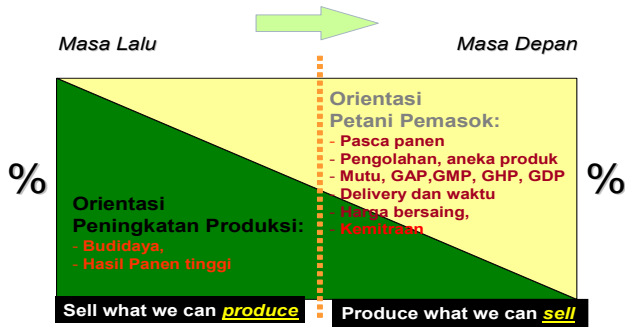 Masa Lalu
Masa Depan
%
%
Orientasi
Petani Pemasok:
- Pasca panen
- Pengolahan, aneka produk
- Mutu, GAP,GMP, GHP, GDP
- Delivery dan waktu
- Harga bersaing,
- Kemitraan
Orientasi
Peningkatan Produksi:
- Budidaya,
- Hasil Panen tinggi
Sell what we can produce
Produce what we can sell